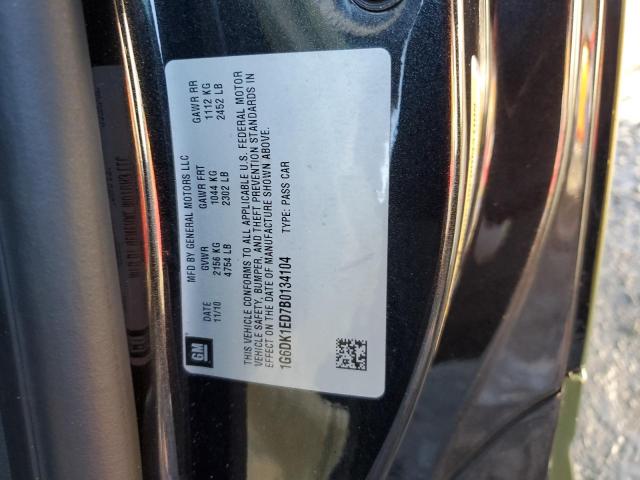 GM
MFD BY GENERAL MOTORS LLC
DATE GVWR GAWR FRT GAWR RR
11/10 2156 KG 1044 KG 1112 KG
4754 LB 2302 LB 2452 LB
THIS VEHICLE CONFORMS TO ALL APPLICABLE U.S. FEDERAL MOTOR
VEHICLE SAFETY, BUMPER, AND THEFT PREVENTION STANDARDS IN
EFFECT ON THE DATE OF MANUFACTURE SHOWN ABOVE.
1G6DK1ED7B0134104 TYPE: PASS CAR